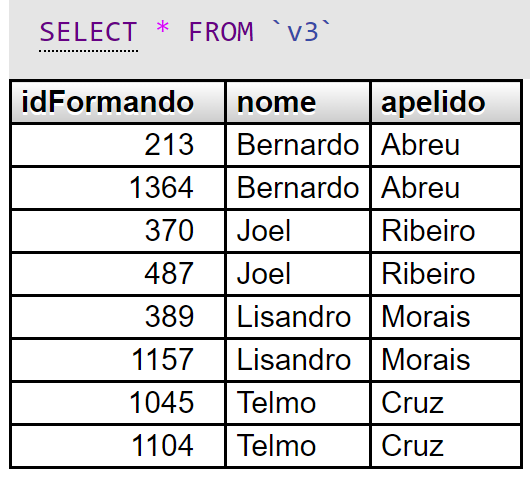 SELECT * FROM `v3`
idFormando nome apelido
213 Bernardo Abreu
1364 Bernardo Abreu
370 Joel Ribeiro
487 Joel Ribeiro
389 Lisandro Morais
1157 Lisandro Morais
1045 Telmo Cruz
1104 Telmo Cruz